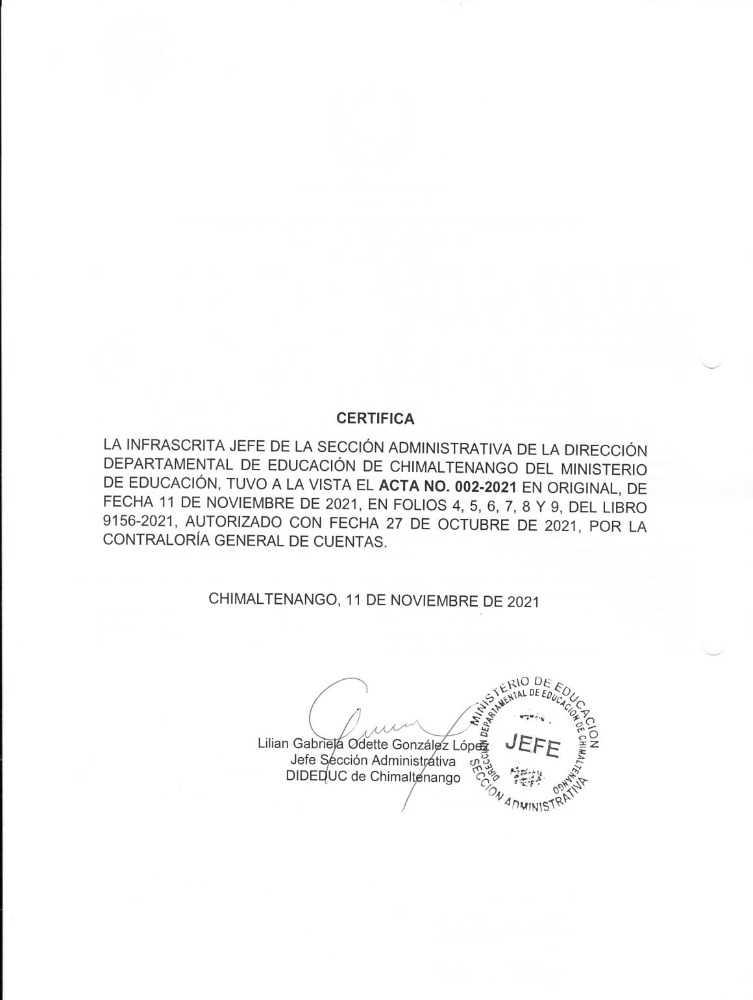 CERTIFICA
LA INFRASCRITA JEFE DE LA SECCIÓN ADMINISTRATIVA DE LA DIRECCIÓN
DEPARTAMENTAL DE EDUCACIÓN DE CHIMALTENANGO DEL MINISTERIO
DE EDUCACIÓN, TUVO A LA VISTA EL ACTA NO. 002-2021 EN ORIGINAL, DE
FECHA 11 DE NOVIEMBRE DE 2021, EN FOLIOS 4, 5, 6, 7, 8 Y 9, DEL LIBRO
9156-2021, AUTORIZADO CON FECHA 27 DE OCTUBRE DE 2021, POR LA
CONTRALORÍA GENERAL DE CUENTAS.
CHIMALTENANGO, 11 DE NOVIEMBRE DE 2021
Lilian Gabriela Odette González López
Jefe Sección Administrativa
DIDEDUC de Chimaltenango
MINISTERIO DE EDUCACION
DIRECCIÓN DEPARTAMENTAL DE EDUCACION DE CHIMALTENANGO
JEFE
SECCION ADMINISTRATIVA